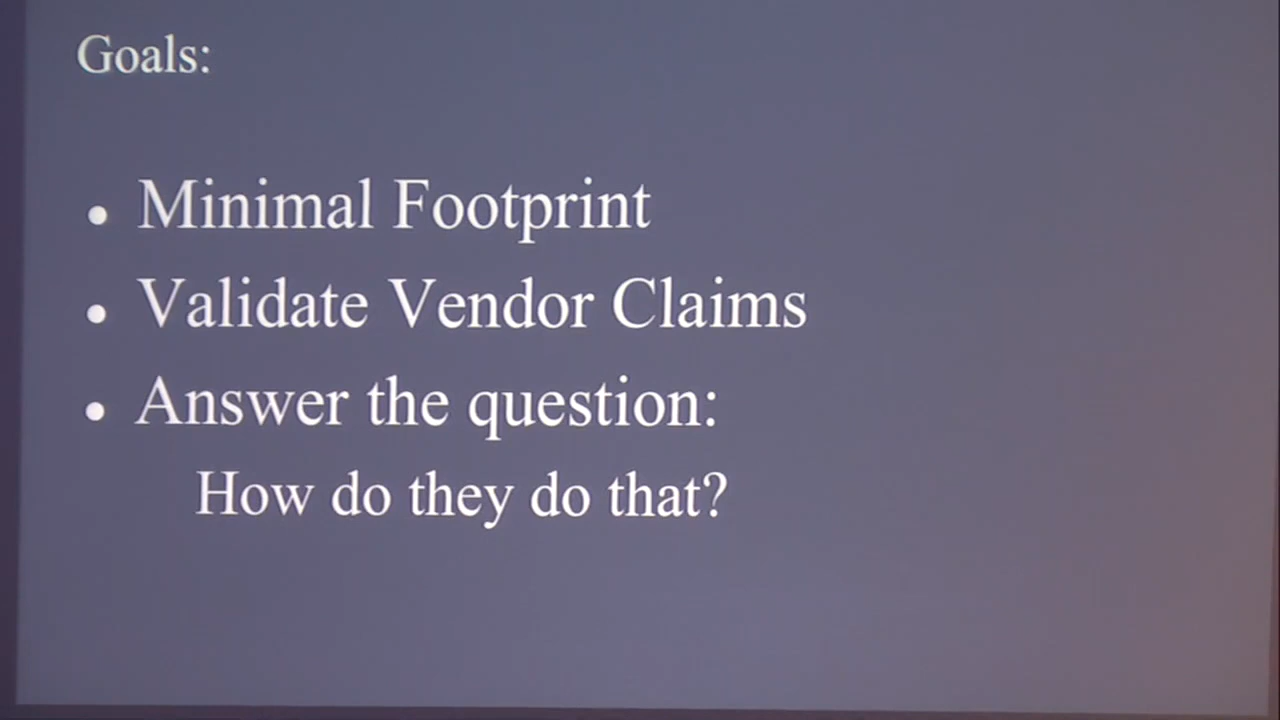 Goals:
• Minimal Footprint
• Validate Vendor Claims
• Answer the question:
How do they do that?